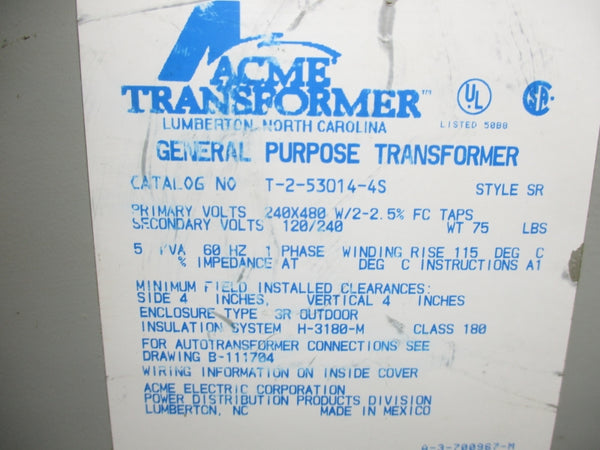 ACME
TRANSFORMER™
LUMBERTON, NORTH CAROLINA
UL
LISTED 50BB
GENERAL PURPOSE TRANSFORMER
CATALOG NO T-2-53014-4S STYLE SR
PRIMARY VOLTS 240X480 W/2-2.5% FC TAPS
SECONDARY VOLTS 120/240 WT 75 LBS
5 KVA 60 HZ 1 PHASE WINDING RISE 115 DEG C
% IMPEDANCE AT DEG C INSTRUCTIONS A1
MINIMUM FIELD INSTALLED CLEARANCES:
SIDE 4 INCHES, VERTICAL 4 INCHES
ENCLOSURE TYPE 3R OUTDOOR
INSULATION SYSTEM H-3180-M CLASS 180
FOR AUTOTRANSFORMER CONNECTIONS SEE
DRAWING B-111704
WIRING INFORMATION ON INSIDE COVER
ACME ELECTRIC CORPORATION
POWER DISTRIBUTION PRODUCTS DIVISION
LUMBERTON, NC MADE IN MEXICO
A-3-700967-M